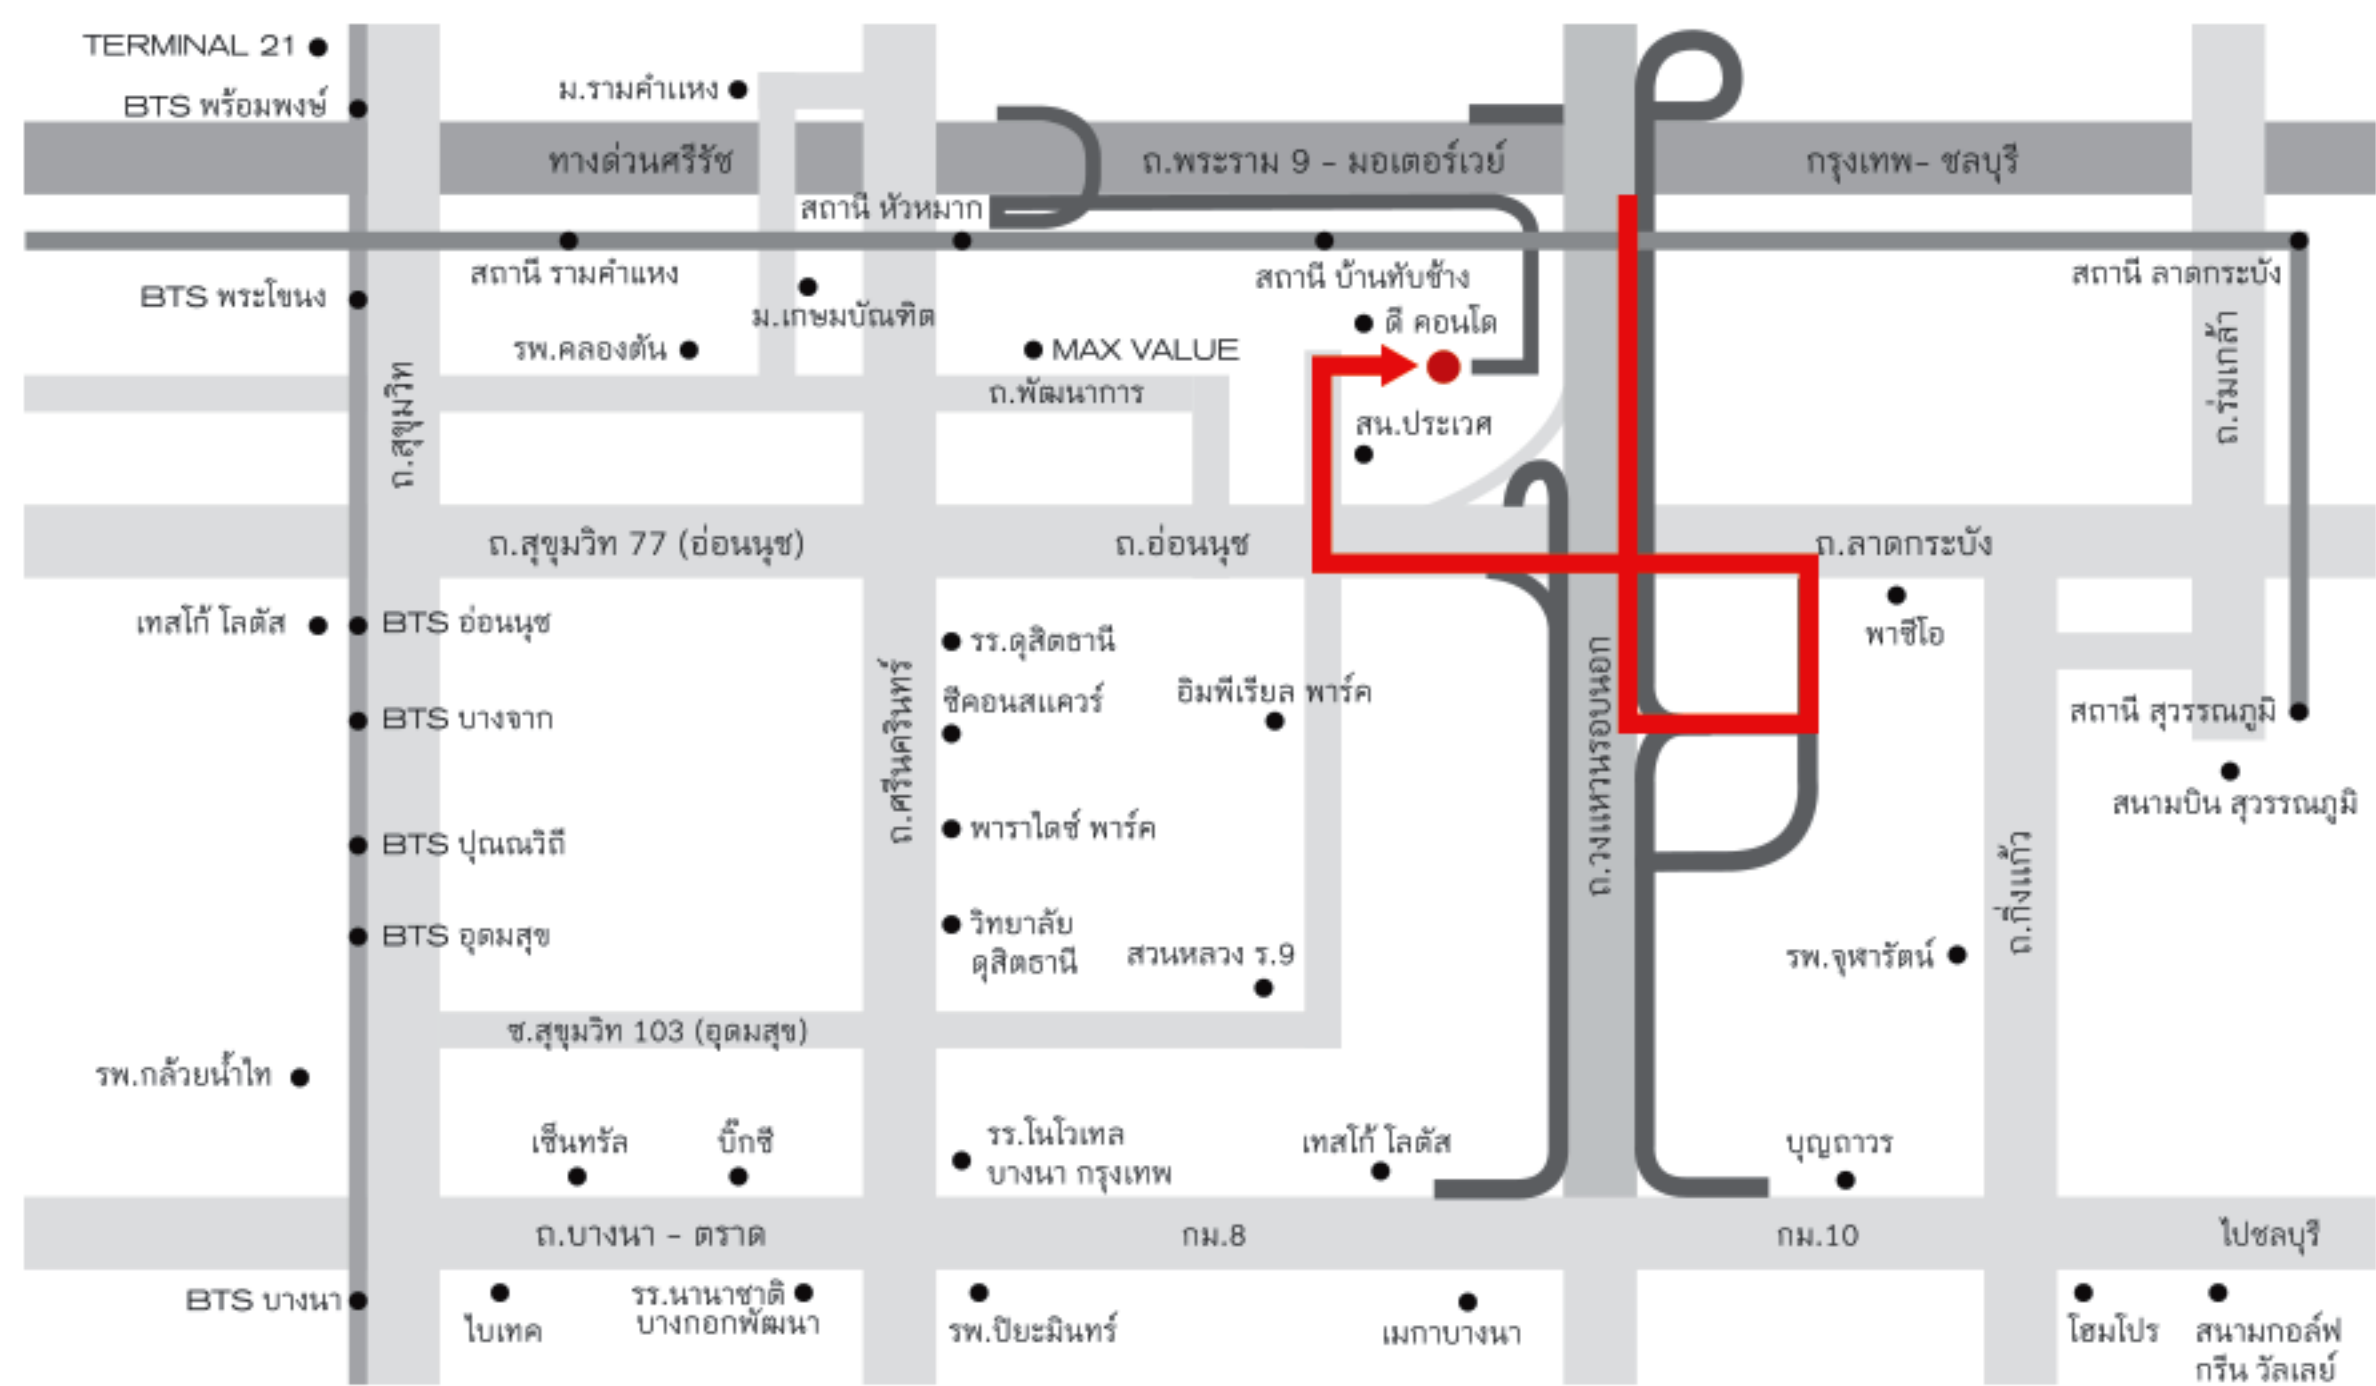 TERMINAL 21
ม.รามคำแหง
BTS พร้อมพงษ์
ทางด่วนศรีรัช
ถ.พระราม 9 - มอเตอร์เวย์
กรุงเทพ- ชลบุรี
สถานี หัวหมาก
สถานี รามคำแหง
สถานี บ้านทับช้าง
สถานี ลาดกระบัง
BTS พระโขนง
ม.เกษมบัณฑิต
ดี คอนโด
รพ.คลองตัน
MAX VALUE
ถ.พัฒนาการ
ถ.สุขุมวิท
สน.ประเวศ
ถ.ร่มเกล้า
ถ.สุขุมวิท 77 (อ่อนนุช)
ถ.อ่อนนุช
ถ.ลาดกระบัง
เทสโก้ โลตัส
BTS อ่อนนุช
รร.ดุสิตธานี
พาซีโอ
ซีคอนสแควร์
อิมพีเรียล พาร์ค
BTS บางจาก
สถานี สุวรรณภูมิ
ถ.ศรีนครินทร์
ถ.วงแหวนรอบนอก
สนามบิน สุวรรณภูมิ
BTS ปุณณวิถี
พาราไดซ์ พาร์ค
ถ.กิ่งแก้ว
BTS อุดมสุข
วิทยาลัย
ดุสิตธานี
สวนหลวง ร.9
รพ.จุฬารัตน์
ซ.สุขุมวิท 103 (อุดมสุข)
รพ.กล้วยน้ำไท
เซ็นทรัล
บิ๊กซี
รร.โนโวเทล
บางนา กรุงเทพ
เทสโก้ โลตัส
บุญถาวร
ถ.บางนา - ตราด
กม.8
กม.10
ไปชลบุรี
BTS บางนา
ไบเทค
รร.นานาชาติ
บางกอกพัฒนา
รพ.ปิยะมินทร์
เมกาบางนา
โฮมโปร
สนามกอล์ฟ
กรีน วัลเลย์